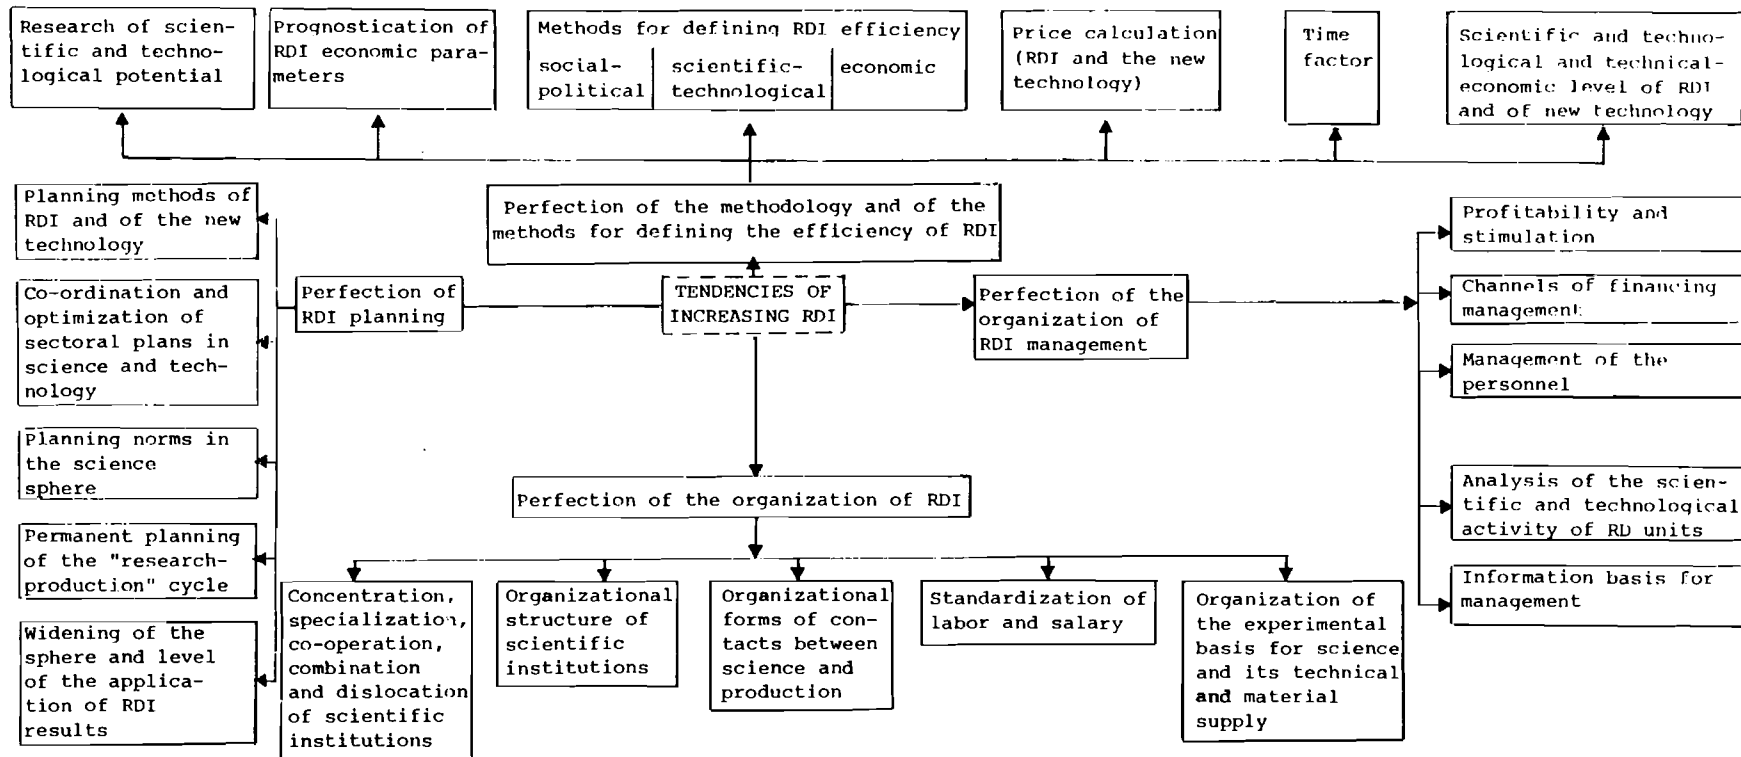 Research of scien-
tific and techno-
logical potential
Prognostication of
RDI economic para-
meters
Methods for defining RDI efficiency
social-
political
scientific-
technological
economic
Price calculation
(RDI and the new
technology)
Time
factor
Scientific and techno-
logical and technical-
economic level of RDI
and of new technology
Planning methods of
RDI and of the new
technology
Perfection of the methodology and of the
methods for defining the efficiency of RDI
Profitability and
stimulation
Co-ordination and
optimization of
sectoral plans in
science and tech-
nology
Perfection of
RDI planning
TENDENCIES OF
INCREASING RDI
Perfection of the
organization of
RDI management
Channels of financing
management
Management of the
personnel
Planning norms in
the science
sphere
Perfection of the organization of RDI
Analysis of the scien-
tific and technological
activity of RD units
Permanent planning
of the "research-
production" cycle
Information basis for
management
Widening of the
sphere and level
of the applica-
tion of RDI
results
Concentration,
specialization,
co-operation,
combination
and dislocation
of scientific
institutions
Organizational
structure of
scientific
institutions
Organizational
forms of con-
tacts between
science and
production
Standardization of
labor and salary
Organization of
the experimental
basis for science
and its technical
and material
supply